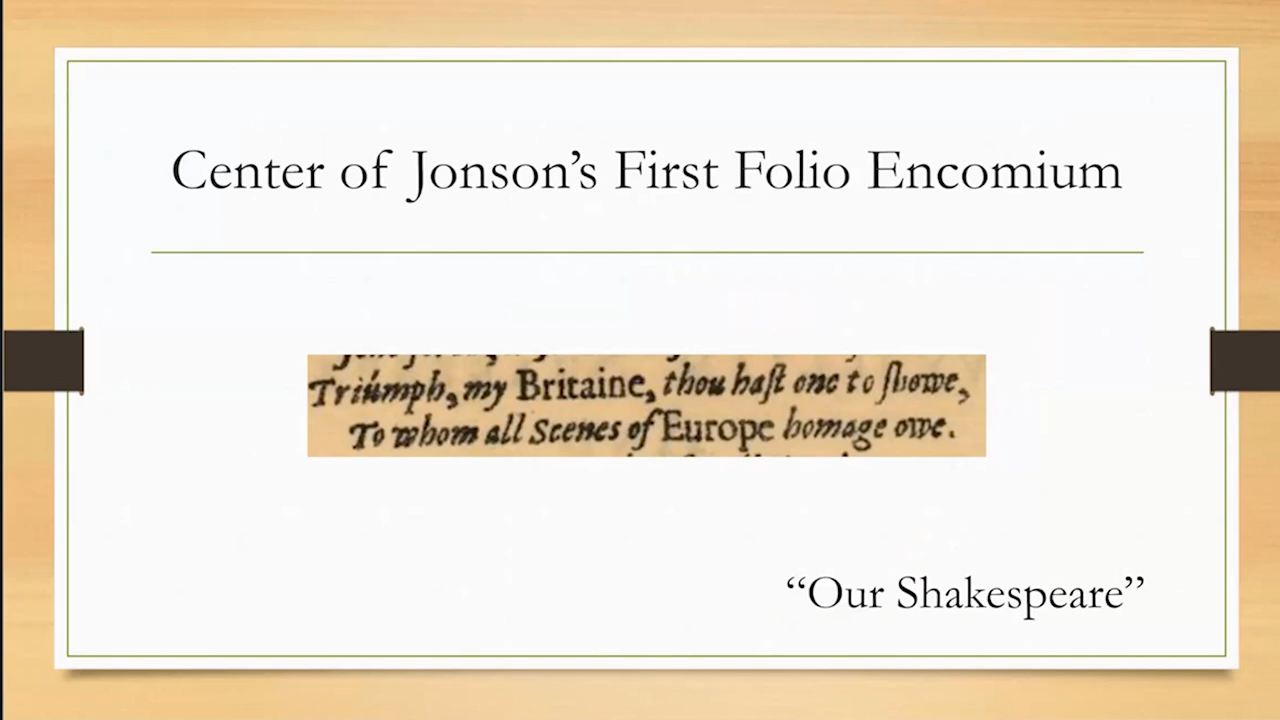 Center of Jonson’s First Folio Encomium
Triúmph, my Britaine, thou haſt one to ſhowe,
To whom all Scenes of Europe homage owe.
“Our Shakespeare”